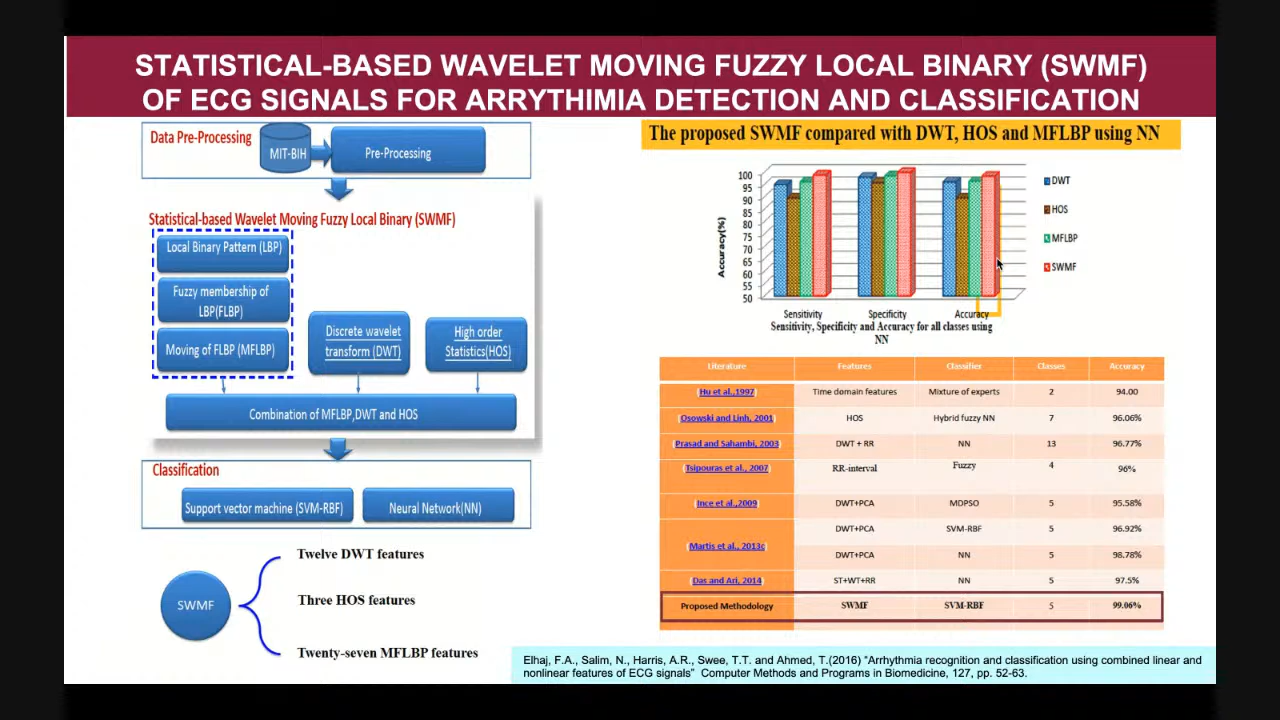 STATISTICAL-BASED WAVELET MOVING FUZZY LOCAL BINARY (SWMF)
OF ECG SIGNALS FOR ARRYTHIMIA DETECTION AND CLASSIFICATION
Data Pre-Processing
MIT-BIH
Pre-Processing
Statistical-based Wavelet Moving Fuzzy Local Binary (SWMF)
Local Binary Pattern (LBP)
Fuzzy membership of
LBP(FLBP)
Moving of FLBP (MFLBP)
Discrete wavelet
transform (DWT)
High order
Statistics(HOS)
Combination of MFLBP,DWT and HOS
Classification
Support vector machine (SVM-RBF)
Neural Network(NN)
SWMF
Twelve DWT features
Three HOS features
Twenty-seven MFLBP features
The proposed SWMF compared with DWT, HOS and MFLBP using NN
Accuracy(%)
100
95
90
85
80
75
70
65
60
55
50
Sensitivity Specificity Accuracy
DWT
HOS
MFLBP
SWMF
Sensitivity, Specificity and Accuracy for all classes using
NN
Literature Features Classifier Classes Accuracy
(Hu et al.,1997) Time domain features Mixture of experts 2 94.00
(Osowski and Linh, 2001) HOS Hybrid fuzzy NN 7 96.06%
(Prasad and Sahambi, 2003) DWT + RR NN 13 96.77%
(Tsipouras et al., 2007) RR-interval Fuzzy 4 96%
(Ince et al.,2009) DWT+PCA MDPSO 5 95.58%
(Martis et al., 2013c) DWT+PCA SVM-RBF 5 96.92%
DWT+PCA NN 5 98.78%
(Das and Ari, 2014) ST+WT+RR NN 5 97.5%
Proposed Methodology SWMF SVM-RBF 5 99.06%
Elhaj, F.A., Salim, N., Harris, A.R., Swee, T.T. and Ahmed, T.(2016) "Arrhythmia recognition and classification using combined linear and
nonlinear features of ECG signals" Computer Methods and Programs in Biomedicine, 127, pp. 52-63.